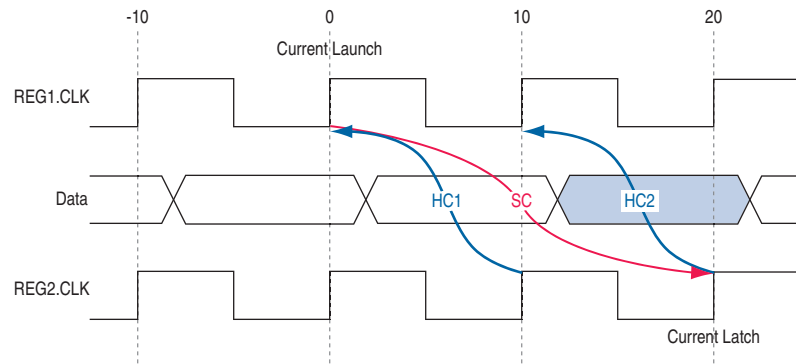 -10 0 10 20
Current Launch
REG1.CLK
Data HC1 SC HC2
REG2.CLK
Current Latch